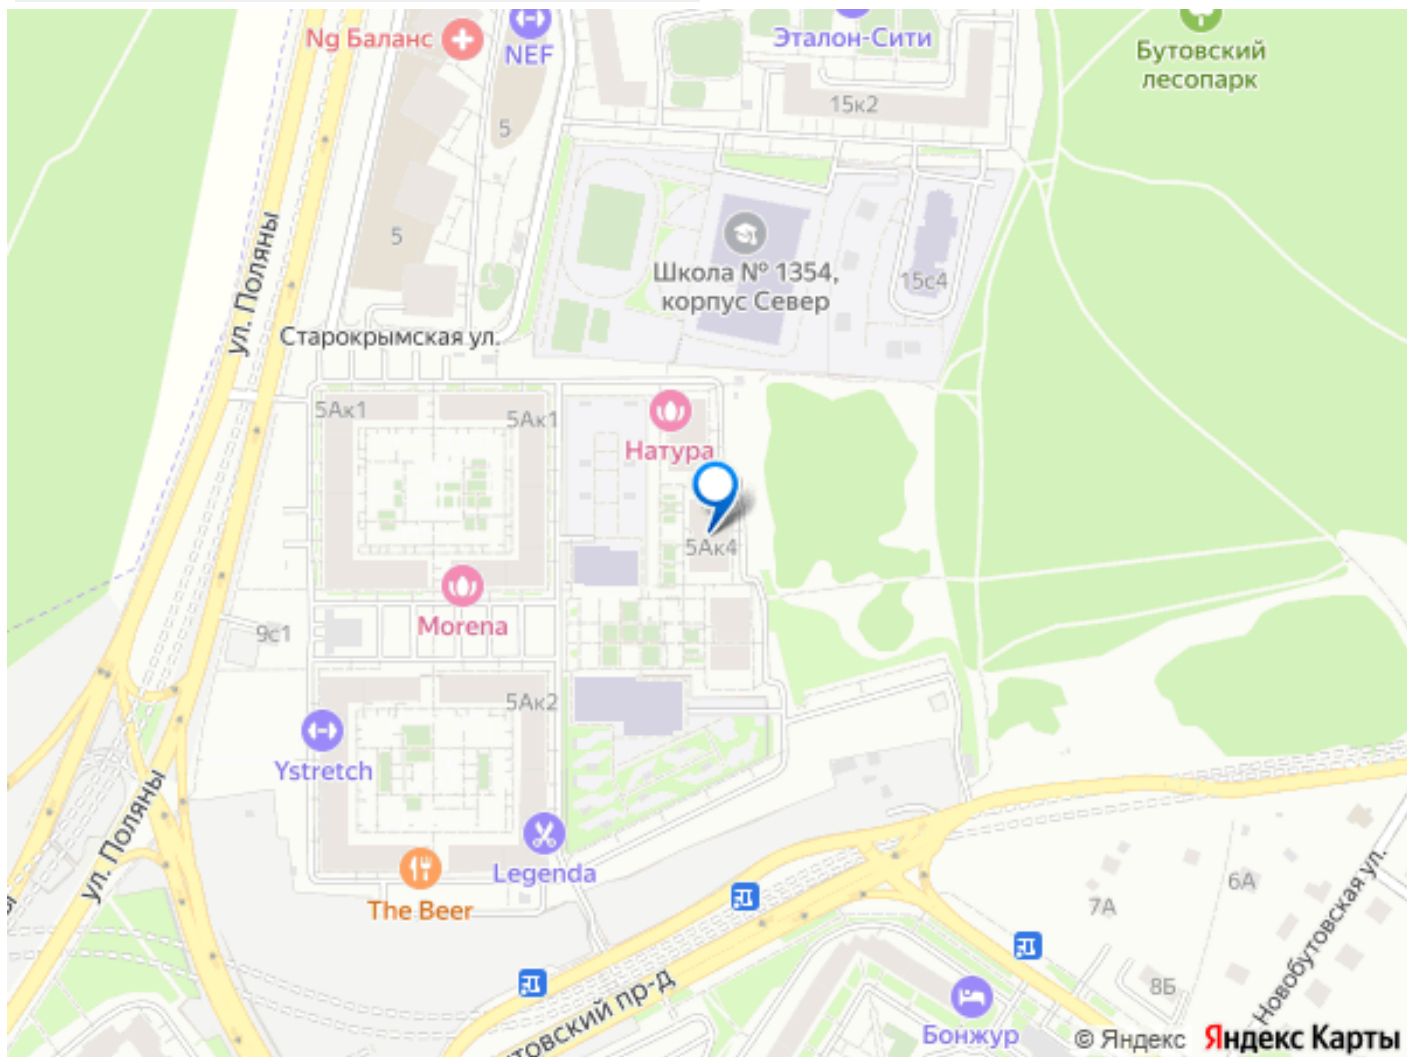 Ng Баланс
NEF
Эталон-Сити
Бутовский
лесопарк
15к2
5
ул. Поляны
5
Школа № 1354,
корпус Север
15с4
Старокрымская ул.
5Ак1
5Ак1
Натура
5Ак4
Morena
9с1
5Ак2
Ystretch
ул. Поляны
Legenda
The Beer
6А
7А
Новобутовская ул.
8Б
товский пр-д
Бонжур
© Яндекс Яндекс Карты